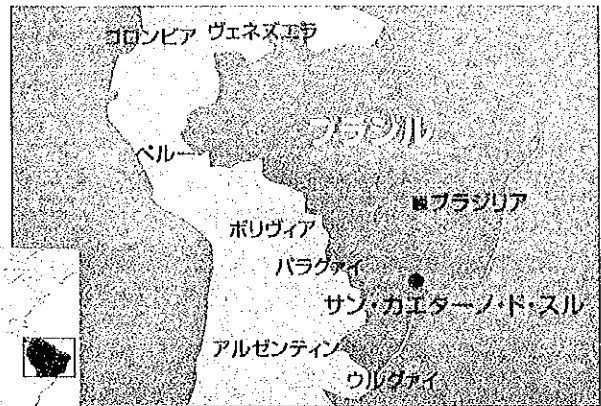 コロンビア ヴェネズエラ
ブラジル
ペルー
ブラジリア
ボリヴィア
パラグァイ
サン・カエターノ・ド・スル
アルゼンティン
ウルグァイ